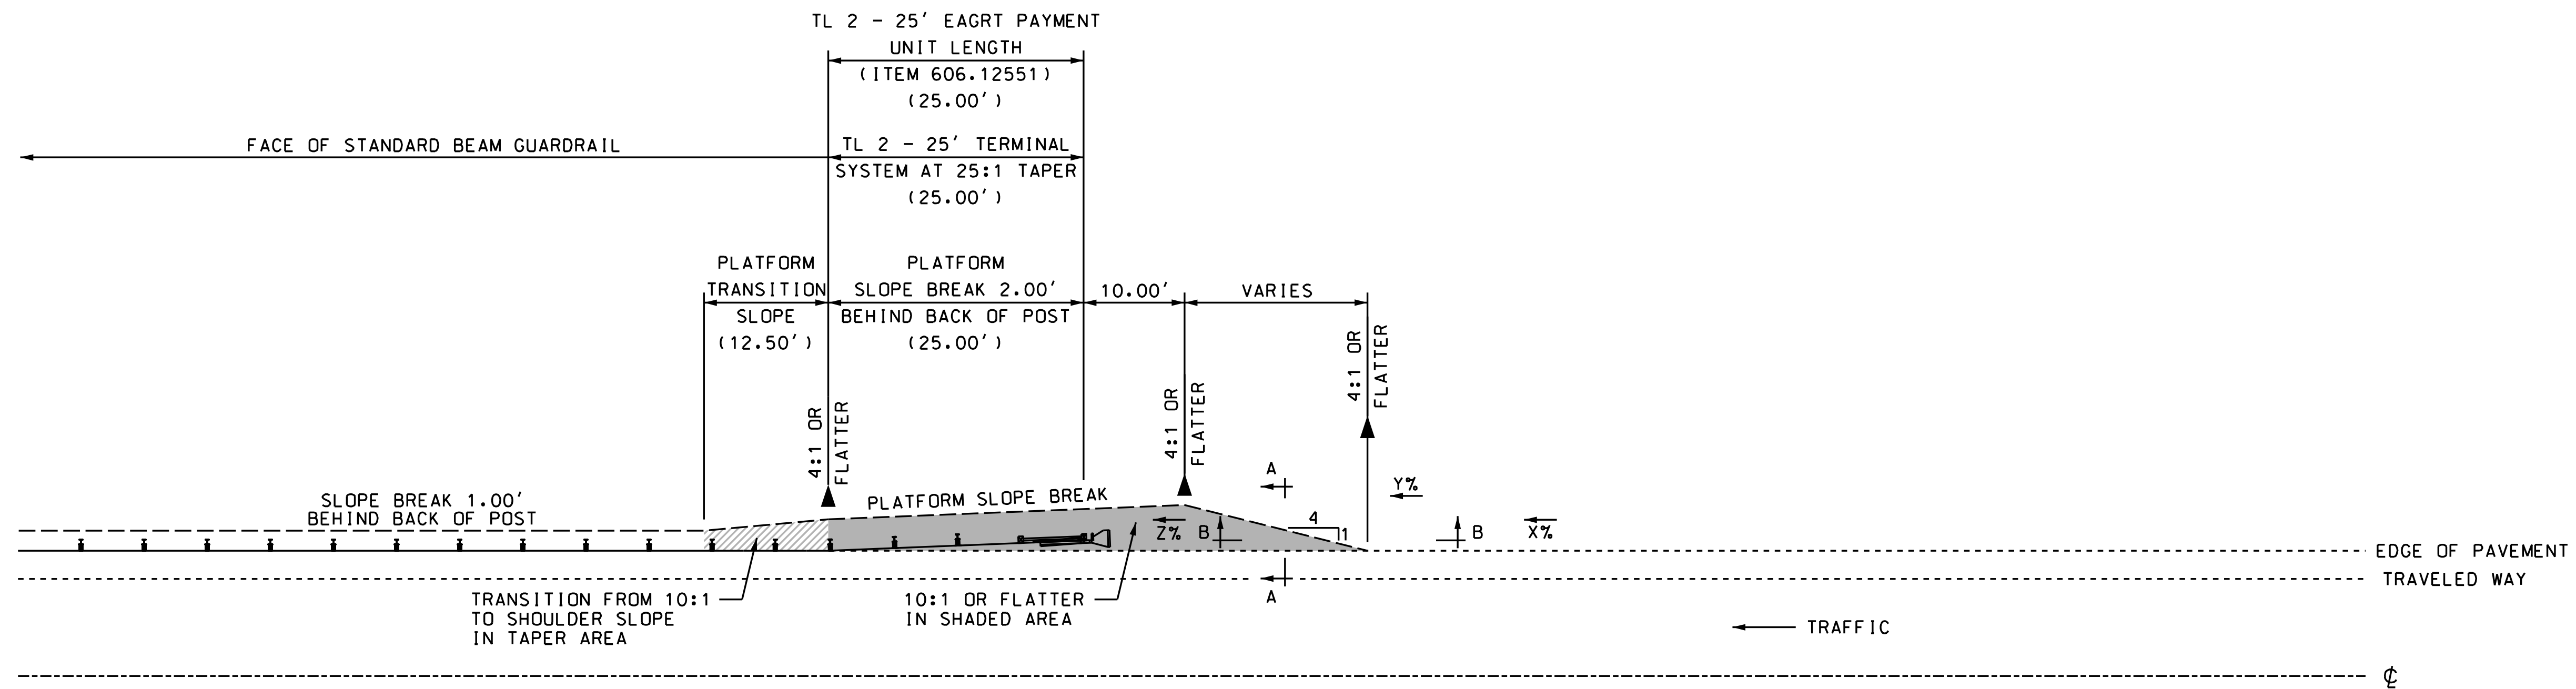 TL 2 - 25' EAGRT PAYMENT
UNIT LENGTH
(ITEM 606.12551)
(25.00')
FACE OF STANDARD BEAM GUARDRAIL
TL 2 - 25' TERMINAL
SYSTEM AT 25:1 TAPER
(25.00')
PLATFORM
TRANSITION
SLOPE
(12.50')
PLATFORM
SLOPE BREAK 2.00'
BEHIND BACK OF POST
(25.00')
10.00'
VARIES
4:1 OR
FLATTER
4:1 OR
FLATTER
4:1 OR
FLATTER
SLOPE BREAK 1.00'
BEHIND BACK OF POST
PLATFORM SLOPE BREAK
A
Y%
Z%
B
4
1
B
X%
EDGE OF PAVEMENT
TRAVELED WAY
A
TRANSITION FROM 10:1
TO SHOULDER SLOPE
IN TAPER AREA
10:1 OR FLATTER
IN SHADED AREA
TRAFFIC
℄